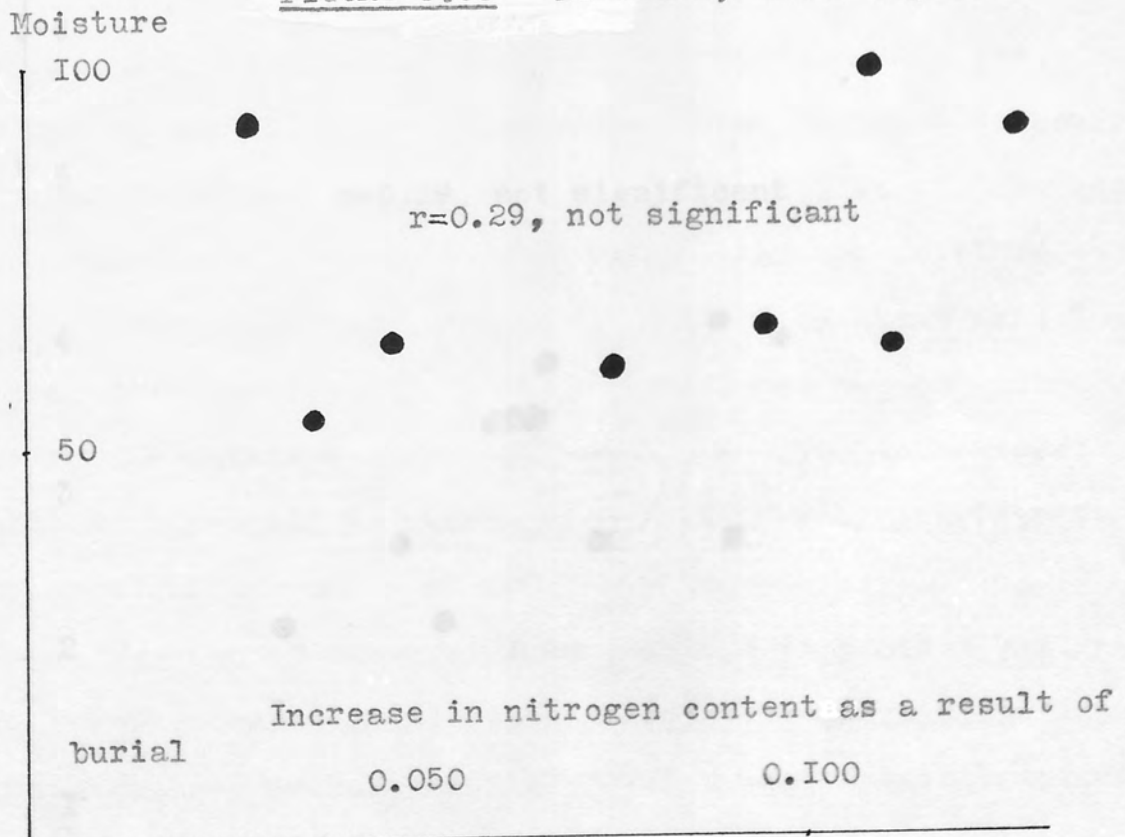 Moisture
I00
r=0.29, not significant
50
Increase in nitrogen content as a result of
burial
0.050
0.I00